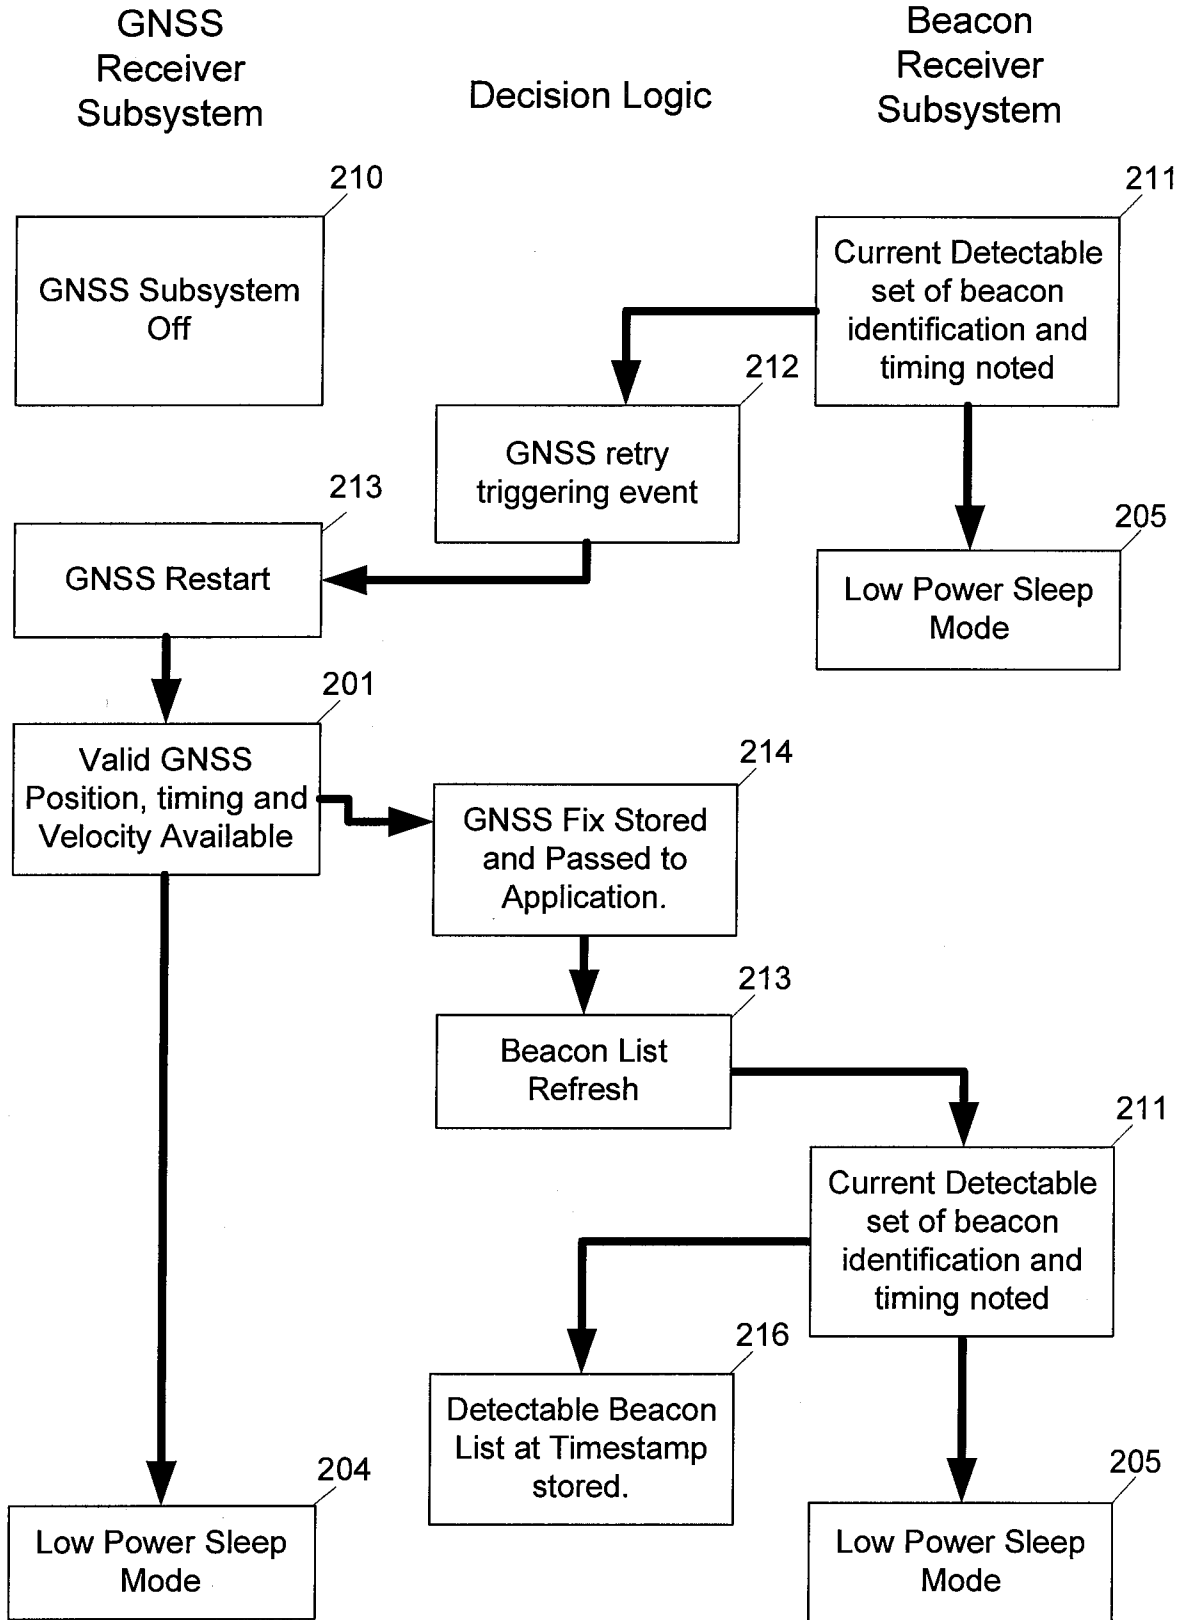 GNSS
Receiver
Subsystem
Decision Logic
Beacon
Receiver
Subsystem
210
GNSS Subsystem
Off
211
Current Detectable
set of beacon
identification and
timing noted
212
GNSS retry
triggering event
213
GNSS Restart
205
Low Power Sleep
Mode
201
Valid GNSS
Position, timing and
Velocity Available
214
GNSS Fix Stored
and Passed to
Application.
213
Beacon List
Refresh
211
Current Detectable
set of beacon
identification and
timing noted
216
Detectable Beacon
List at Timestamp
stored.
204
Low Power Sleep
Mode
205
Low Power Sleep
Mode